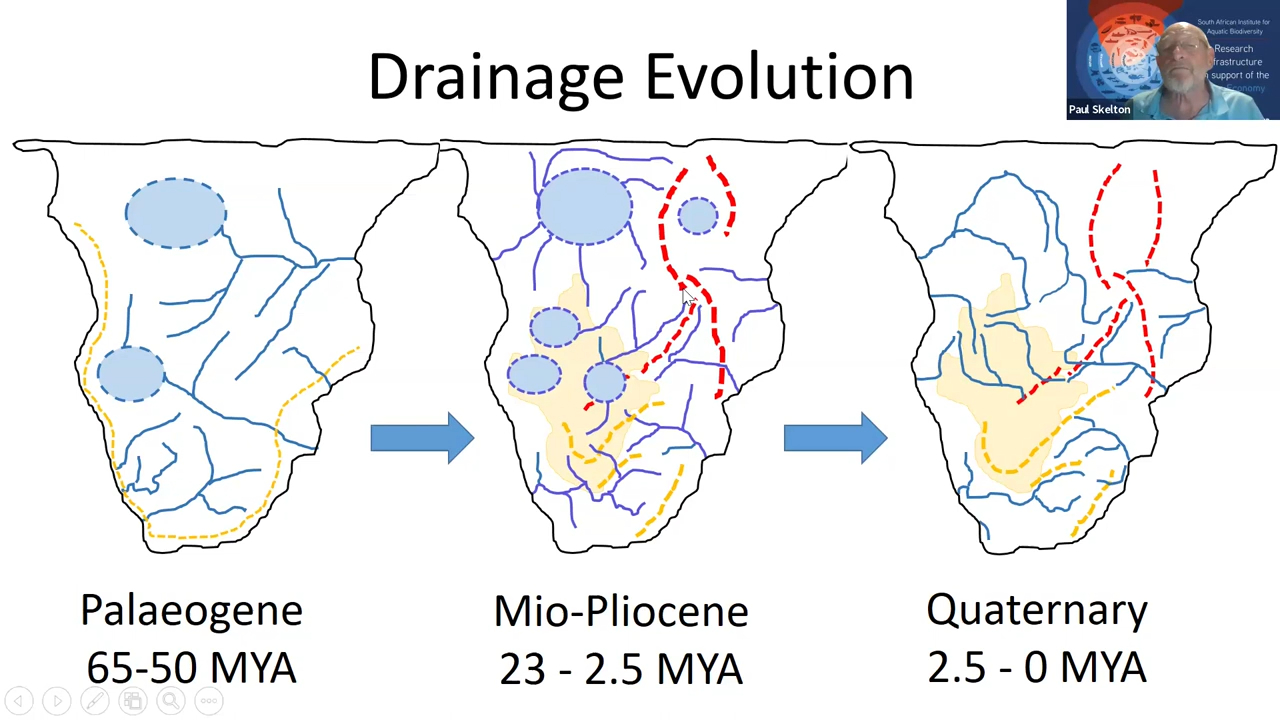 Drainage Evolution
South African Institute for
Aquatic Biodiversity
Research
support of the
Economy
Paul Skelton
Palaeogene
65-50 MYA
Mio-Pliocene
23 - 2.5 MYA
Quaternary
2.5 - 0 MYA